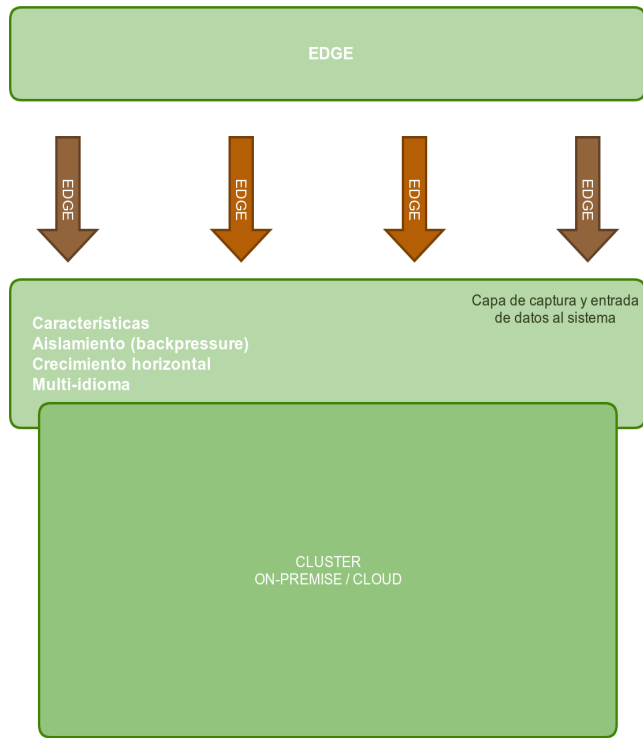 EDGE
EDGE
EDGE
EDGE
EDGE
Capa de captura y entrada
de datos al sistema
Características
Aislamiento (backpressure)
Crecimiento horizontal
Multi-idioma
CLUSTER
ON-PREMISE / CLOUD